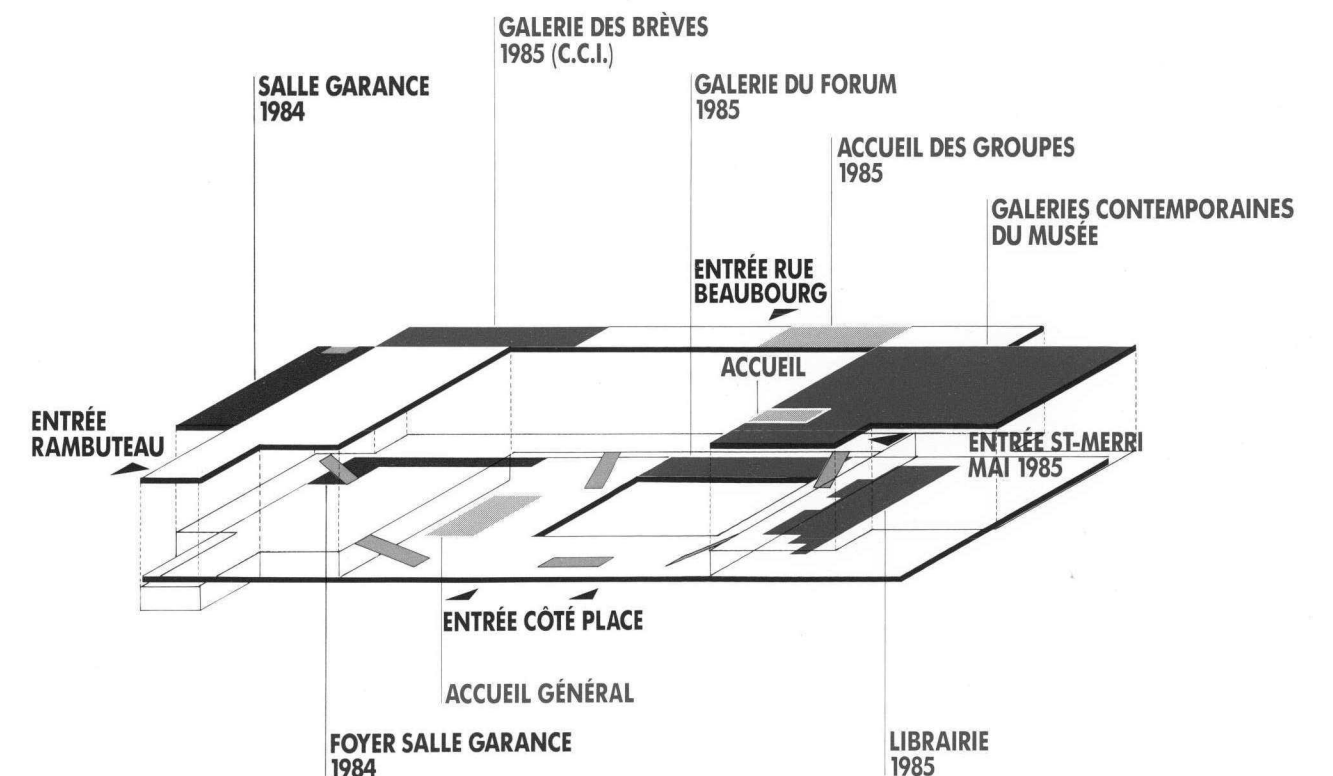 GALERIE DES BRÈVES
1985 (C.C.I.)
SALLE GARANCE
1984
GALERIE DU FORUM
1985
ACCUEIL DES GROUPES
1985
GALERIES CONTEMPORAINES
DU MUSÉE
ENTRÉE RUE
BEAUBOURG
ACCUEIL
ENTRÉE
RAMBUTEAU
ENTRÉE ST-MERRI
MAI 1985
ENTRÉE CÔTÉ PLACE
ACCUEIL GÉNÉRAL
FOYER SALLE GARANCE
1984
LIBRAIRIE
1985